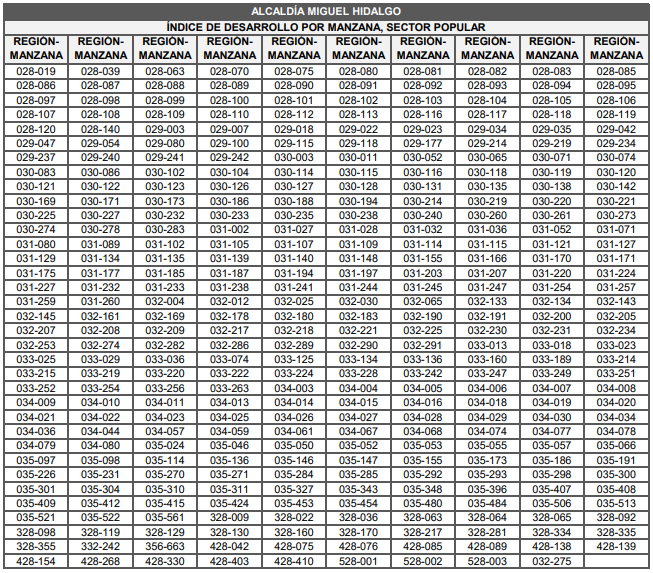 ALCALDÍA MIGUEL HIDALGO
ÍNDICE DE DESARROLLO POR MANZANA, SECTOR POPULAR
REGIÓN-MANZANA REGIÓN-MANZANA REGIÓN-MANZANA REGIÓN-MANZANA REGIÓN-MANZANA REGIÓN-MANZANA REGIÓN-MANZANA REGIÓN-MANZANA REGIÓN-MANZANA REGIÓN-MANZANA
028-019 028-039 028-063 028-070 028-075 028-080 028-081 028-082 028-083 028-085
028-086 028-087 028-088 028-089 028-090 028-091 028-092 028-093 028-094 028-095
028-097 028-098 028-099 028-100 028-101 028-102 028-103 028-104 028-105 028-106
028-107 028-108 028-109 028-110 028-112 028-113 028-116 028-117 028-118 028-119
028-120 028-140 029-003 029-007 029-018 029-022 029-023 029-034 029-035 029-042
029-047 029-054 029-080 029-100 029-115 029-118 029-177 029-214 029-219 029-234
029-237 029-240 029-241 029-242 030-003 030-011 030-052 030-065 030-071 030-074
030-083 030-086 030-102 030-104 030-114 030-115 030-116 030-118 030-119 030-120
030-121 030-122 030-123 030-126 030-127 030-128 030-131 030-135 030-138 030-142
030-169 030-171 030-173 030-186 030-188 030-194 030-214 030-219 030-220 030-221
030-225 030-227 030-232 030-233 030-235 030-238 030-240 030-260 030-261 030-273
030-274 030-278 030-283 031-002 031-027 031-028 031-032 031-036 031-052 031-071
031-080 031-089 031-102 031-105 031-107 031-109 031-114 031-115 031-121 031-127
031-129 031-134 031-135 031-139 031-140 031-148 031-155 031-166 031-170 031-171
031-175 031-177 031-185 031-187 031-194 031-197 031-203 031-207 031-220 031-224
031-227 031-232 031-233 031-238 031-241 031-244 031-245 031-247 031-254 031-257
031-259 031-260 032-004 032-012 032-025 032-030 032-065 032-133 032-134 032-143
032-145 032-161 032-169 032-178 032-180 032-183 032-190 032-191 032-200 032-205
032-207 032-208 032-209 032-217 032-218 032-221 032-225 032-230 032-231 032-234
032-253 032-274 032-282 032-286 032-289 032-290 032-291 033-013 033-018 033-023
033-025 033-029 033-036 033-074 033-125 033-134 033-136 033-160 033-189 033-214
033-215 033-219 033-220 033-222 033-224 033-228 033-242 033-247 033-249 033-251
033-252 033-254 033-256 033-263 034-003 034-004 034-005 034-006 034-007 034-008
034-009 034-010 034-011 034-013 034-014 034-015 034-016 034-018 034-019 034-020
034-021 034-022 034-023 034-025 034-026 034-027 034-028 034-029 034-030 034-034
034-036 034-044 034-057 034-059 034-061 034-067 034-068 034-074 034-077 034-078
034-079 034-080 035-024 035-046 035-050 035-052 035-053 035-055 035-057 035-066
035-097 035-098 035-114 035-136 035-146 035-147 035-155 035-173 035-186 035-191
035-226 035-231 035-270 035-271 035-284 035-285 035-292 035-293 035-298 035-300
035-301 035-304 035-310 035-311 035-327 035-343 035-348 035-396 035-407 035-408
035-409 035-412 035-415 035-424 035-453 035-454 035-480 035-484 035-506 035-513
035-521 035-522 035-561 328-009 328-022 328-036 328-063 328-064 328-065 328-092
328-098 328-119 328-129 328-130 328-160 328-170 328-217 328-281 328-334 328-335
328-355 332-242 356-663 428-042 428-075 428-076 428-085 428-089 428-138 428-139
428-154 428-268 428-330 428-403 428-410 528-001 528-002 528-003 032-275